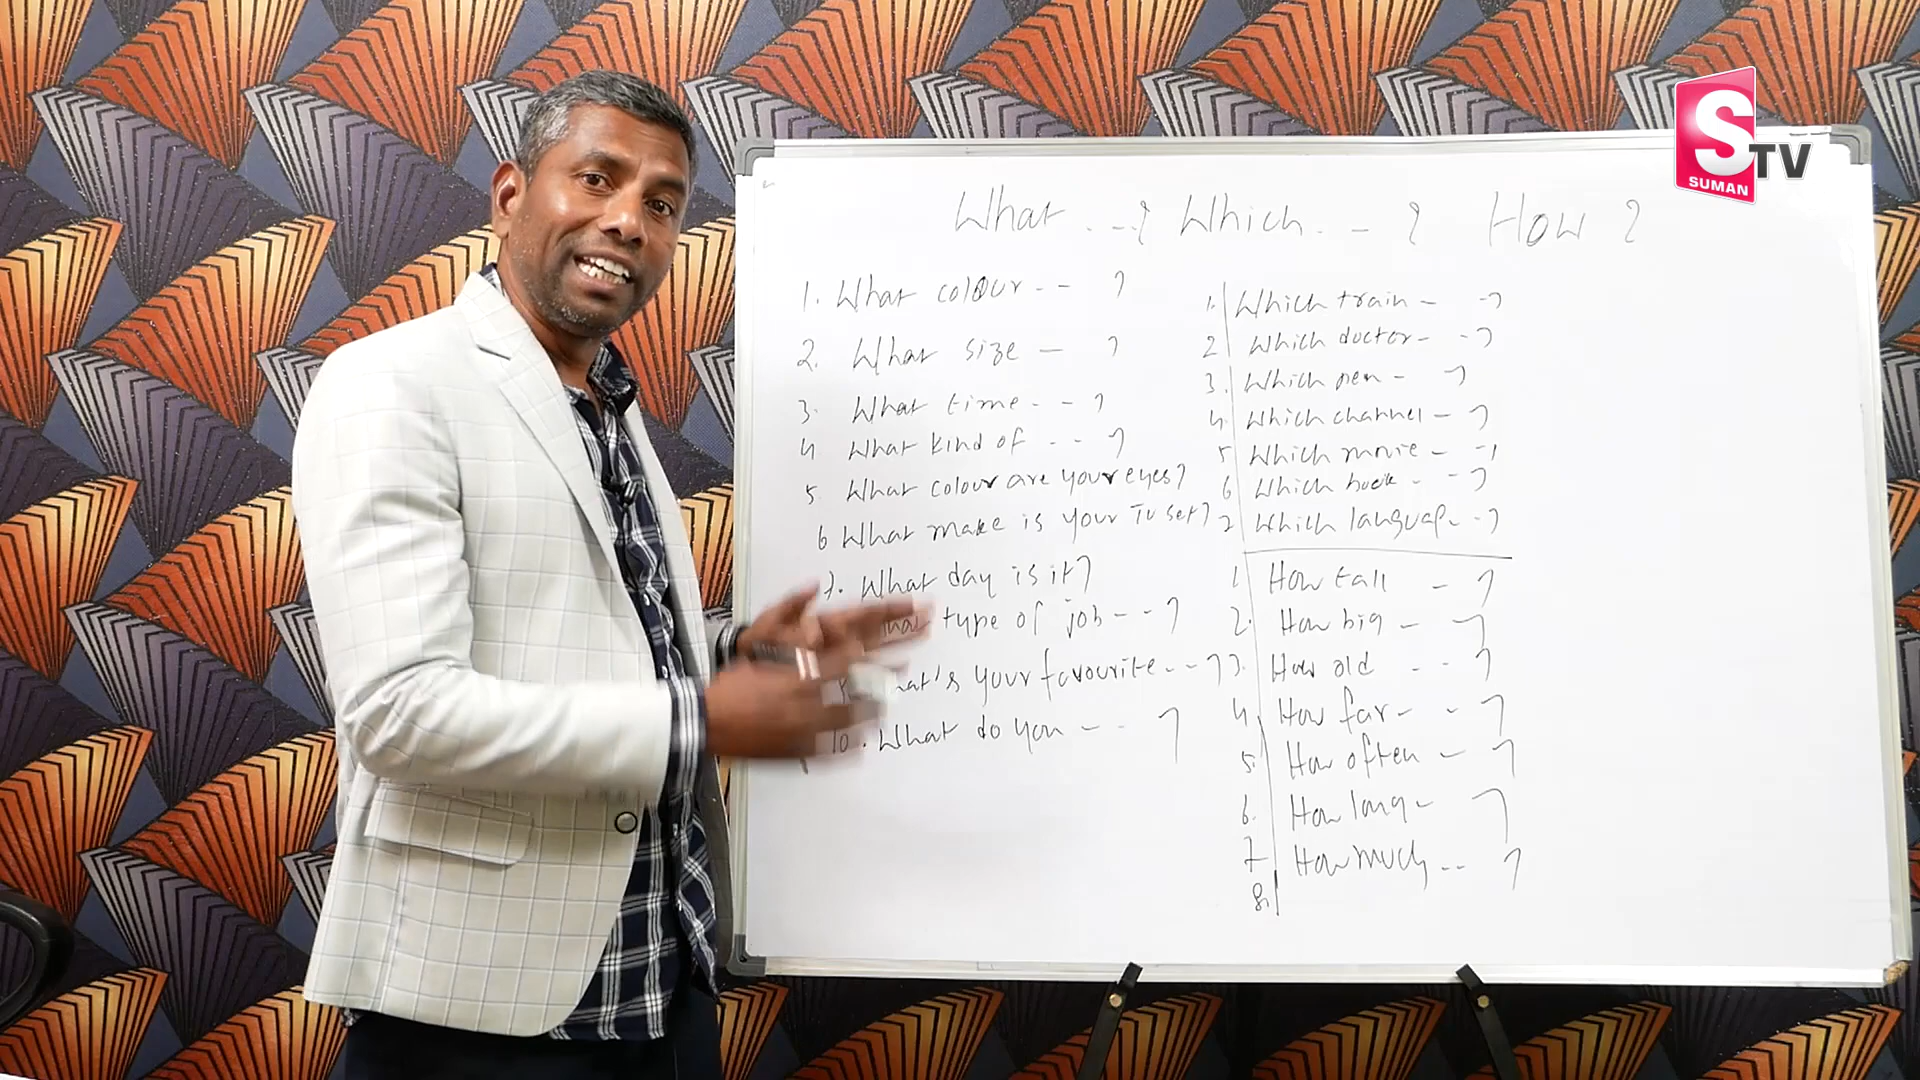 S TV
SUMAN
What - - - ? Which - - - ? How ?
1. What colour - - ?
2. What size - ?
3. What time - - ?
4 What kind of - - ?
5 What colour are your eyes?
6 What make is your TV set?
7. What day is it?
type of job - - ?
your favourite - - ?
10. What do you - - ?
1. Which train - - ?
2 Which doctor - - ?
3. Which pen - ?
4. Which channel - ?
5 Which movie - - ?
6 Which book - - ?
7 Which language - - ?
1 How tall - ?
2. How big - ?
3. How old - - ?
4. How far - - ?
5. How often - ?
6. How long - ?
7 How much - - ?
8.